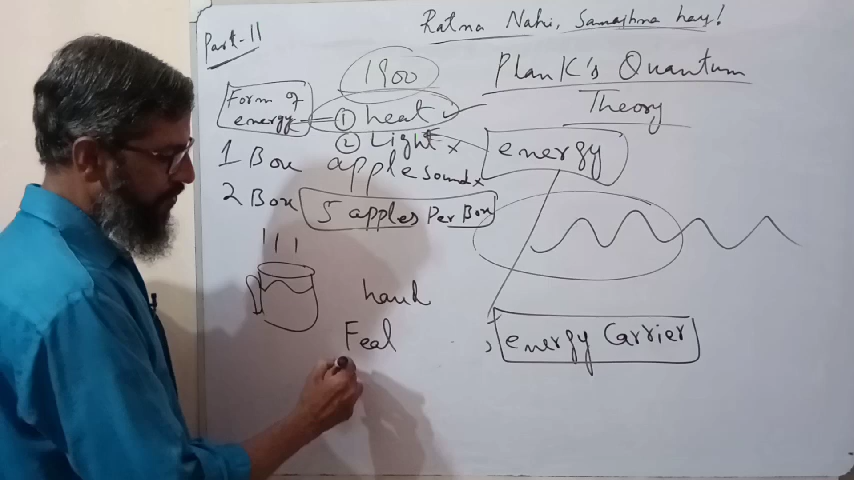 Part-11
Ratna Nahi, Samajhna hay!
1900
Plank's Quantum
Theory
Form of
energy
① heat
② Light x
Sound x
energy
1 Box apple
2 Box 5 apples Per Box
hand
Feel
energy Carrier